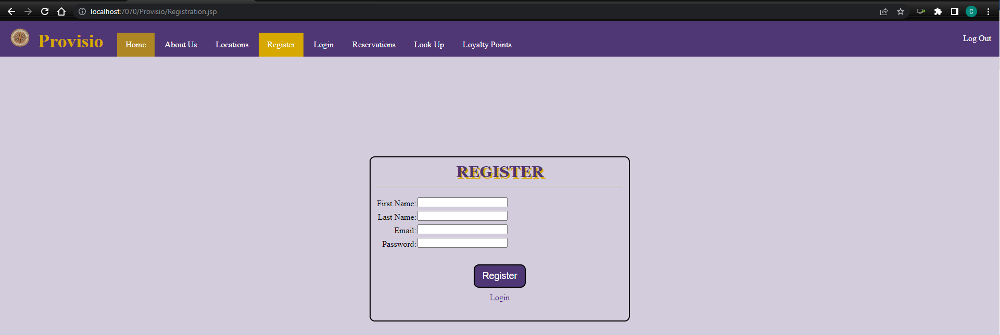 localhost:7070/Provisio/Registration.jsp
C
Provisio Home About Us Locations Register Login Reservations Look Up Loyalty Points Log Out
REGISTER
First Name:
Last Name:
Email:
Password:
Register
Login